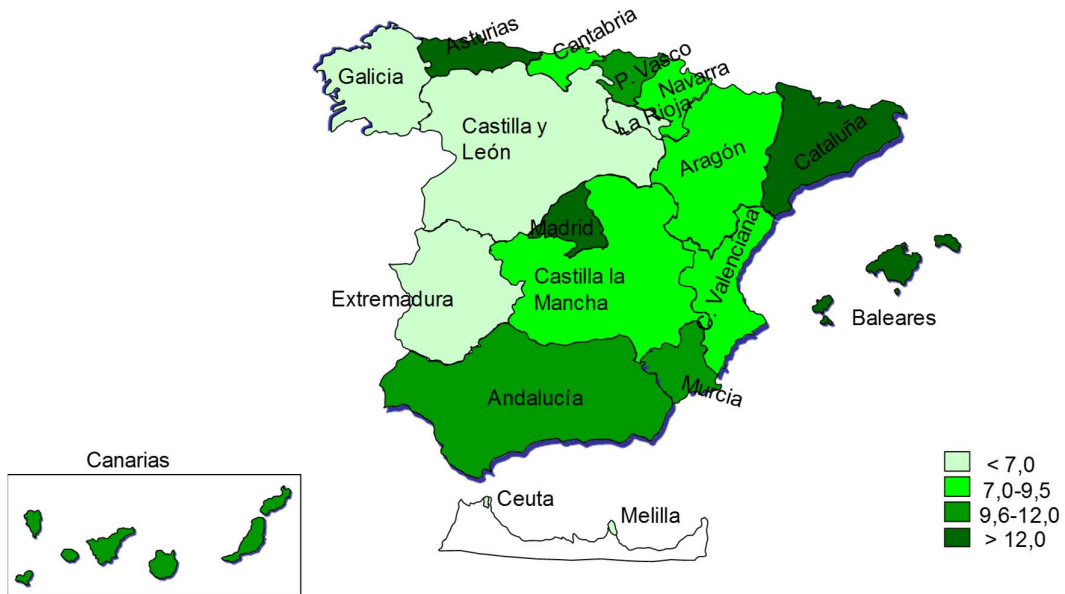 Asturias
Cantabria
Galicia
P. Vasco
Navarra
La Rioja
Castilla y
León
Cataluña
Aragón
Madrid
C. Valenciana
Castilla la
Mancha
Extremadura
Baleares
Andalucía
Murcia
Canarias
Ceuta
Melilla
< 7,0
7,0-9,5
9,6-12,0
> 12,0